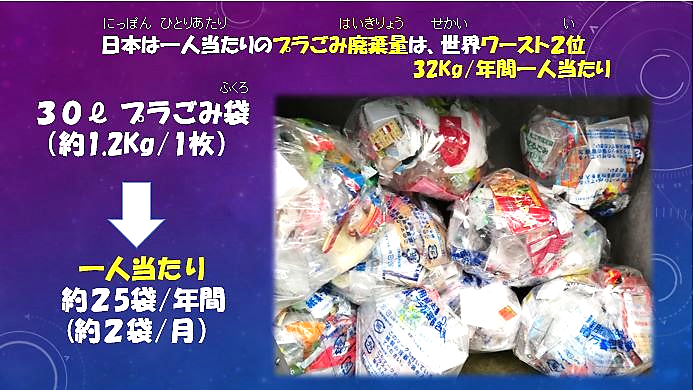 にっぽん ひとりあたり はいきりょう せかい い
日本は一人当たりのプラごみ廃棄量は、世界ワースト2位
32Kg/年間一人当たり
ふくろ
30ℓ プラごみ袋
(約1.2Kg/1枚)
一人当たり
約25袋/年間
(約2袋/月)